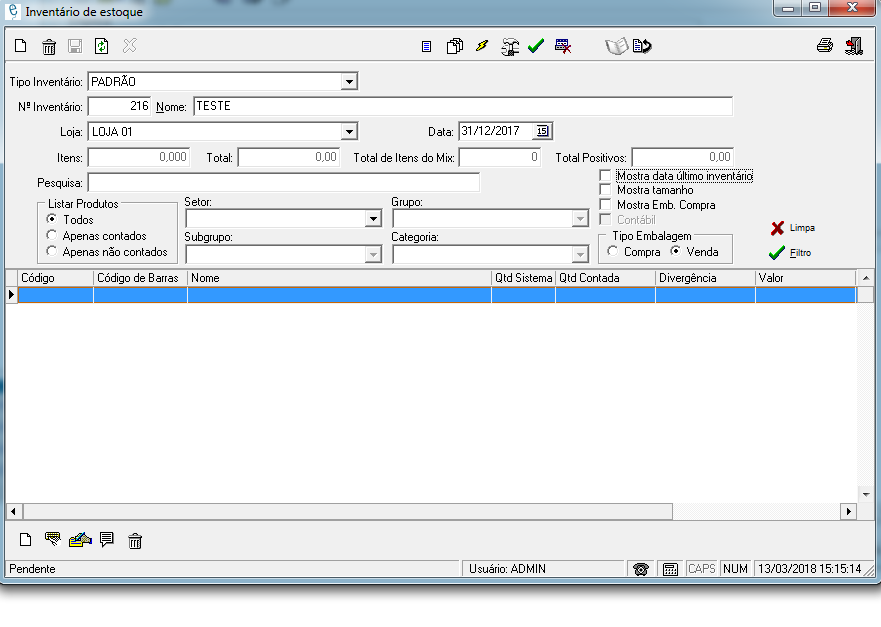 Inventário de estoque
Tipo Inventário: PADRÃO
Nº Inventário: 216 Nome: TESTE
Loja: LOJA 01 Data: 31/12/2017 15
Itens: 0,000 Total: 0,00 Total de Itens do Mix: 0 Total Positivos: 0,00
Pesquisa:
Mostra data último inventário
Mostra tamanho
Mostra Emb. Compra
Contábil
Listar Produtos
Todos
Apenas contados
Apenas não contados
Setor: Grupo:
Subgrupo: Categoria:
Tipo Embalagem
Compra Venda
Limpa
Filtro
Código Código de Barras Nome Qtd Sistema Qtd Contada Divergência Valor
Pendente Usuário: ADMIN CAPS NUM 13/03/2018 15:15:14